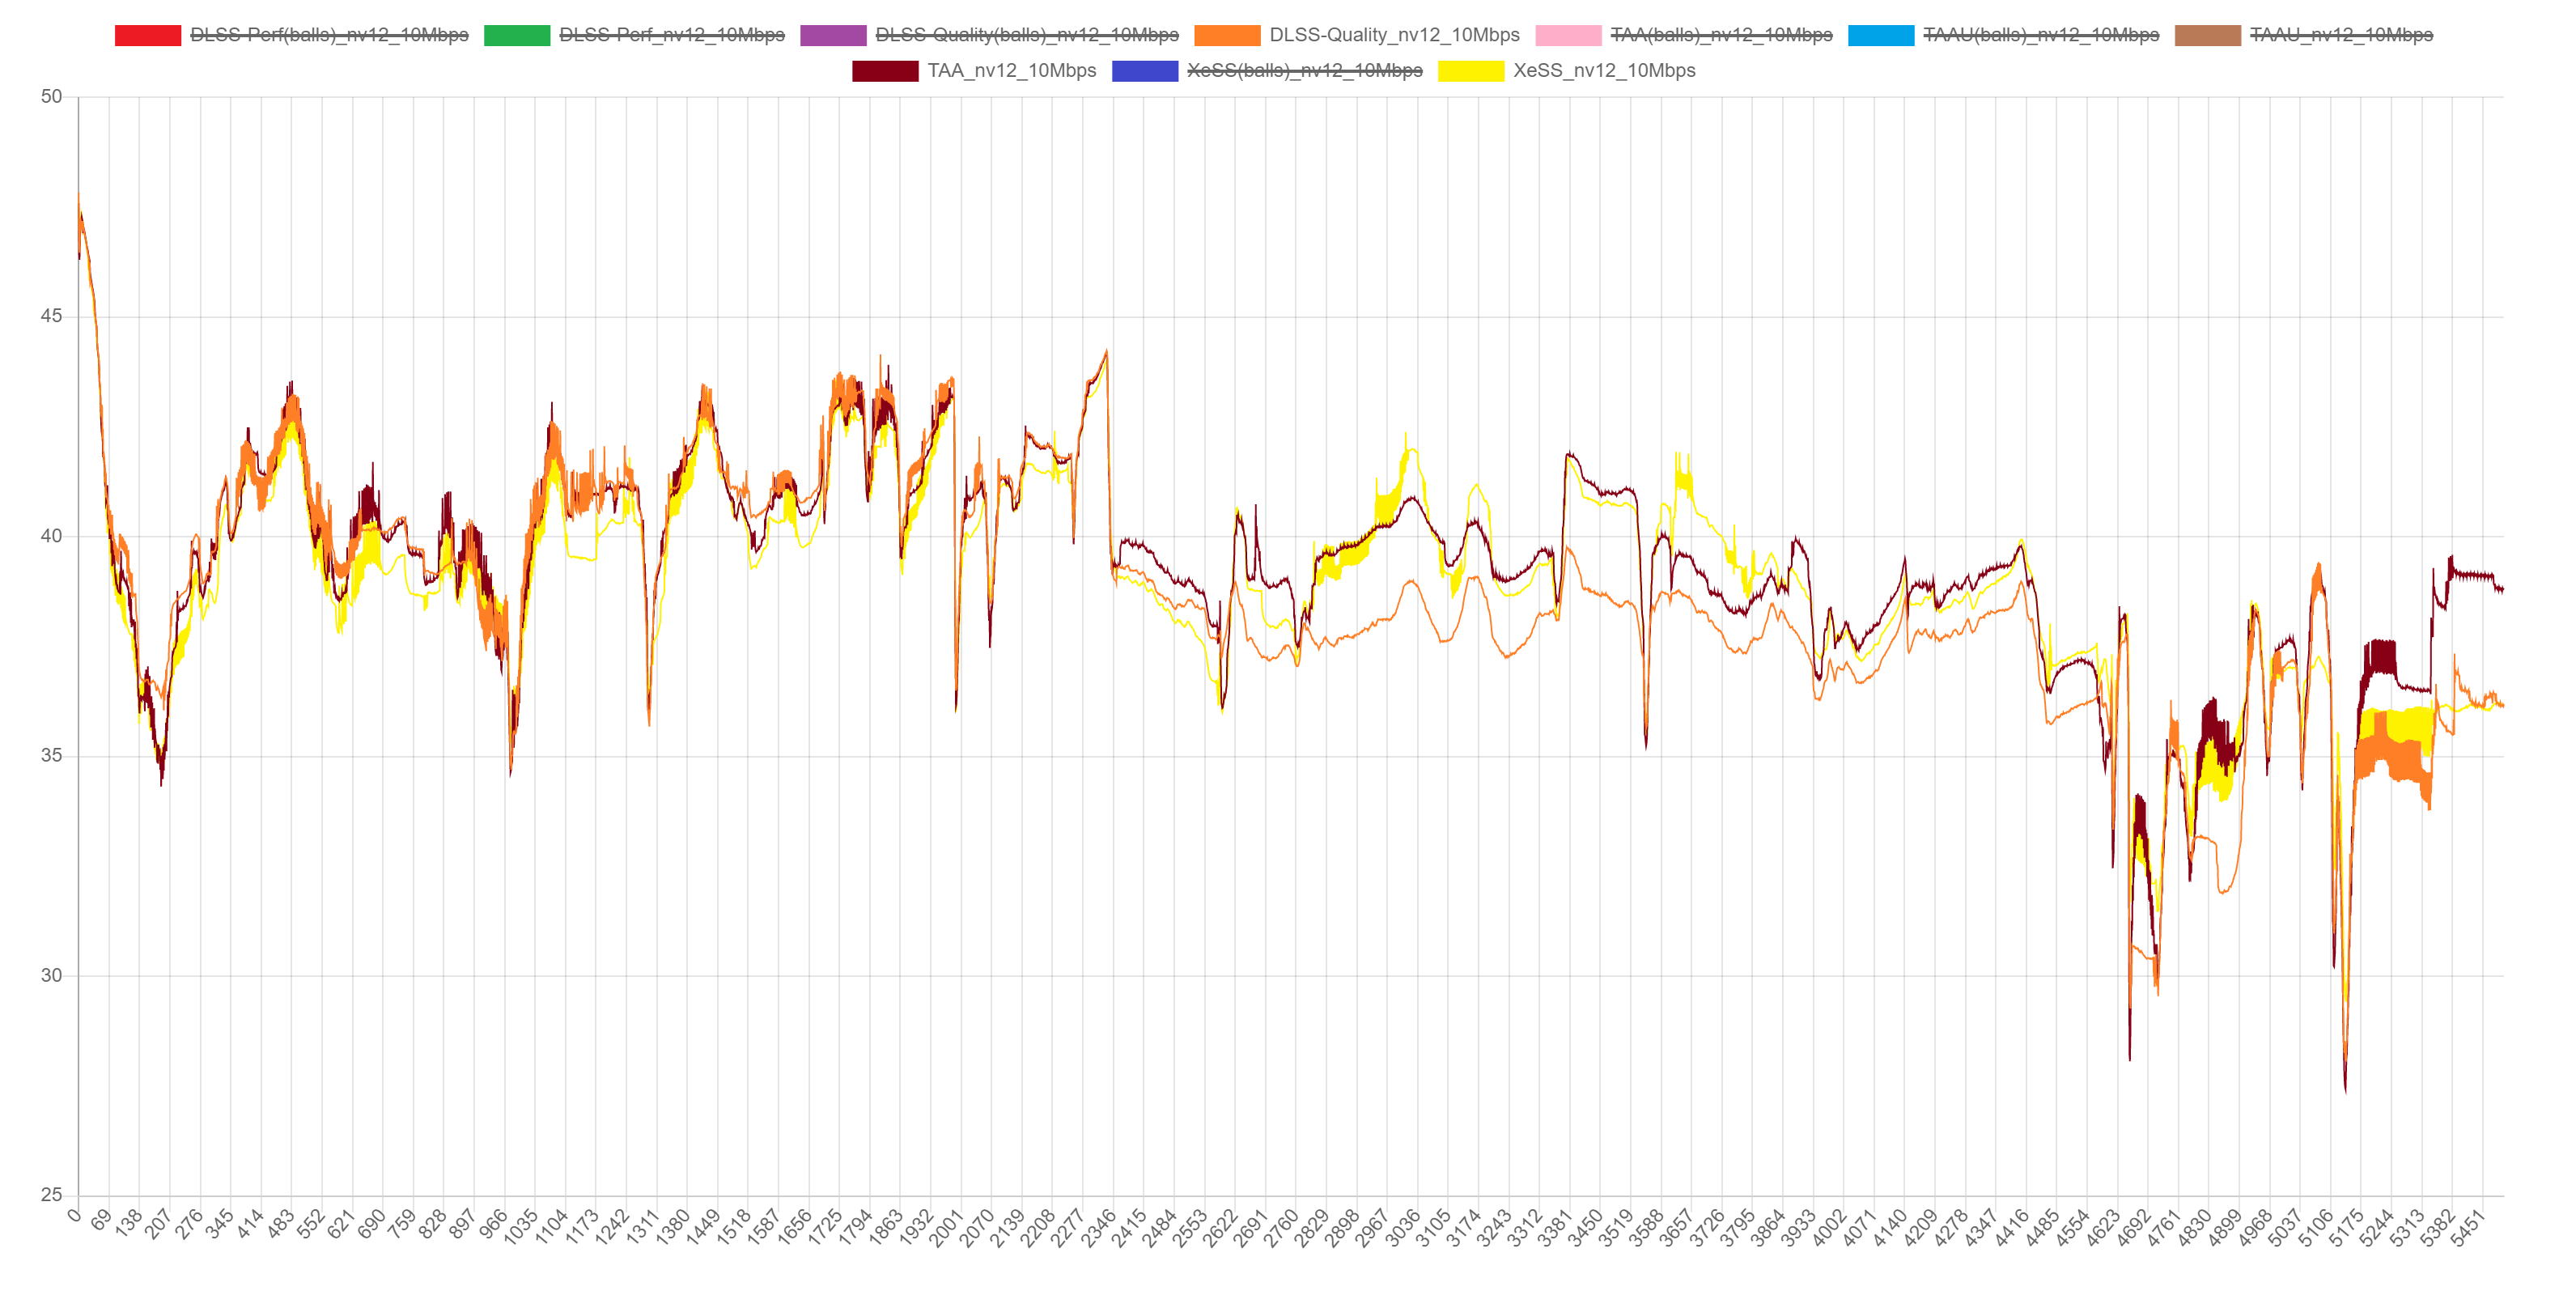 DLSS-Perf(balls)_nv12_10Mbps DLSS-Perf_nv12_10Mbps DLSS-Quality(balls)_nv12_10Mbps DLSS-Quality_nv12_10Mbps TAA(balls)_nv12_10Mbps TAAU(balls)_nv12_10Mbps TAAU_nv12_10Mbps
TAA_nv12_10Mbps XeSS(balls)_nv12_10Mbps XeSS_nv12_10Mbps
50
45
40
35
30
25
0 69 138 207 276 345 414 483 552 621 690 759 828 897 966 1035 1104 1173 1242 1311 1380 1449 1518 1587 1656 1725 1794 1863 1932 2001 2070 2139 2208 2277 2346 2415 2484 2553 2622 2691 2760 2829 2898 2967 3036 3105 3174 3243 3312 3381 3450 3519 3588 3657 3726 3795 3864 3933 4002 4071 4140 4209 4278 4347 4416 4485 4554 4623 4692 4761 4830 4899 4968 5037 5106 5175 5244 5313 5382 5451